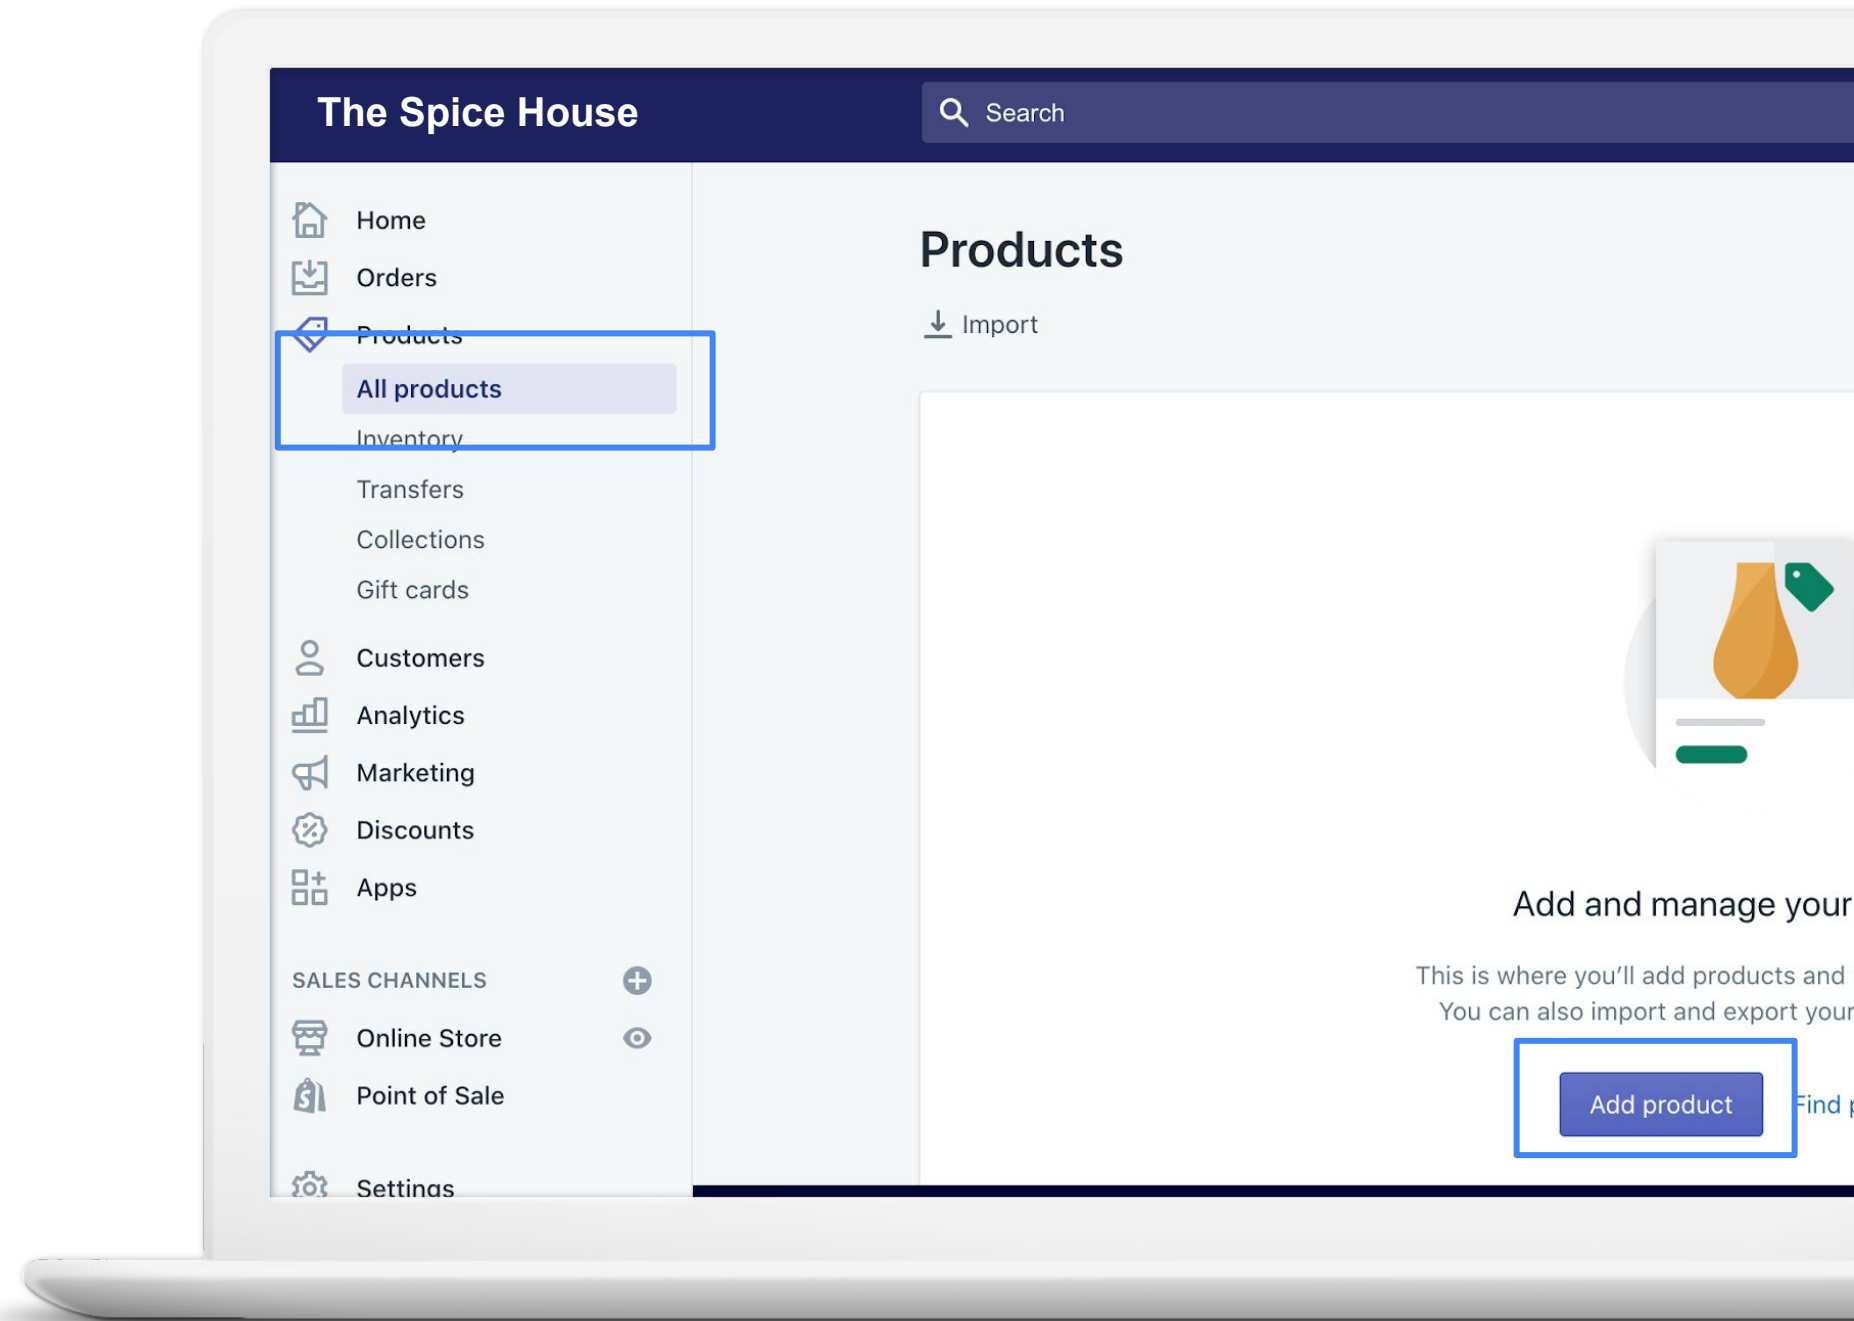 The Spice House
Search
Home
Orders
Products
All products
Inventory
Transfers
Collections
Gift cards
Customers
Analytics
Marketing
Discounts
Apps
SALES CHANNELS
Online Store
Point of Sale
Settings
Products
Import
Add and manage your
This is where you’ll add products and
You can also import and export your
Add product
Find